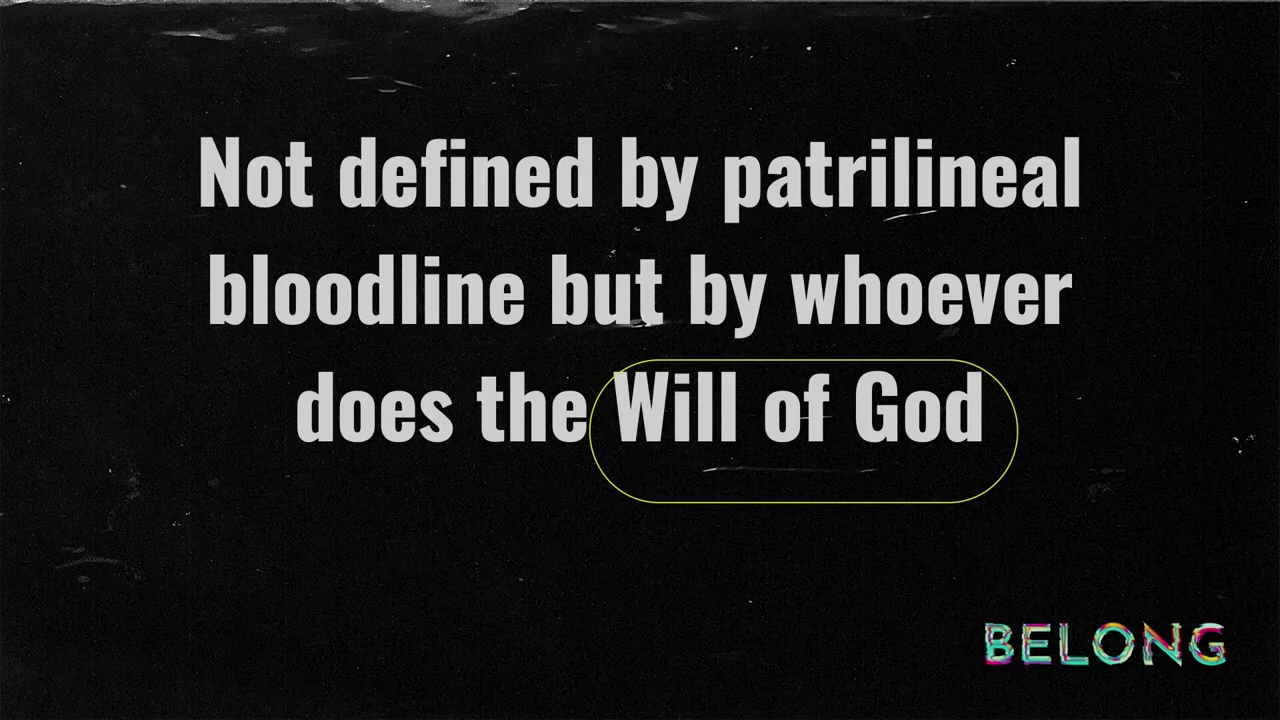 Not defined by patrilineal
bloodline but by whoever
does the Will of God
BELONG